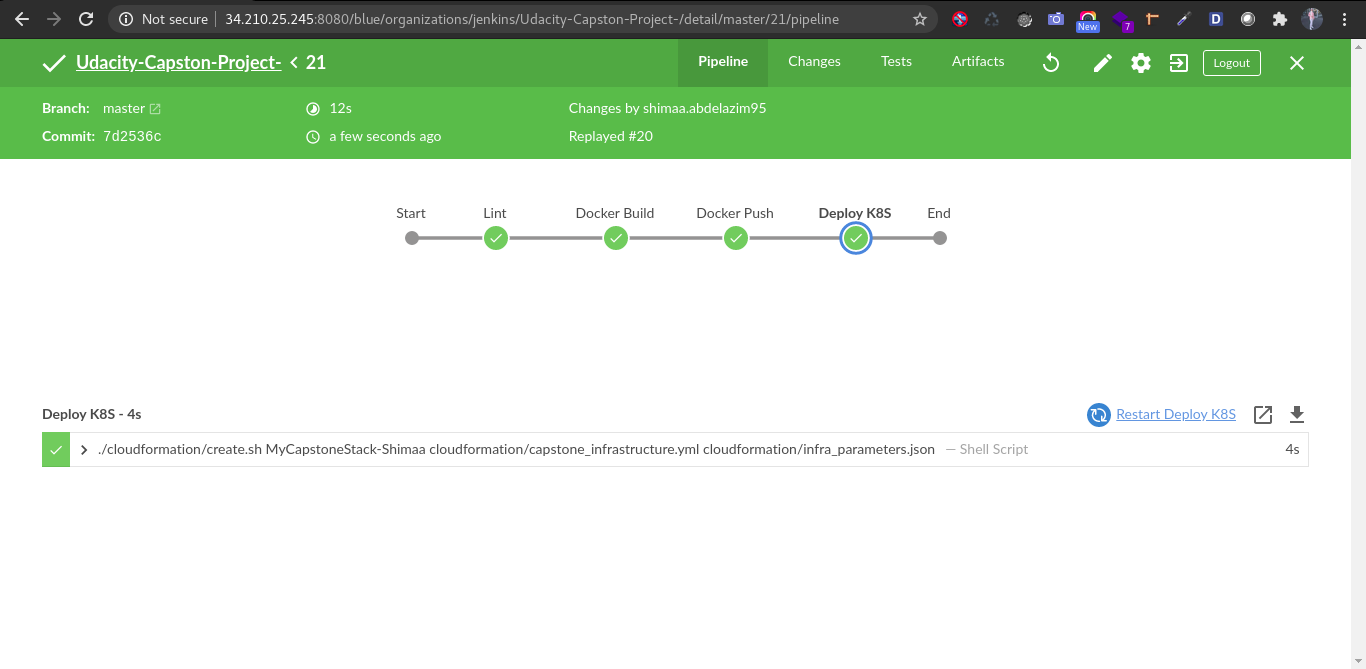 Not secure 34.210.25.245:8080/blue/organizations/jenkins/Udacity-Capston-Project-/detail/master/21/pipeline
New 7 D
Udacity-Capston-Project- < 21 Pipeline Changes Tests Artifacts Logout
Branch: master 12s Changes by shimaa.abdelazim95
Commit: 7d2536c a few seconds ago Replayed #20
Start Lint Docker Build Docker Push Deploy K8S End
Deploy K8S - 4s Restart Deploy K8S
./cloudformation/create.sh MyCapstoneStack-Shimaa cloudformation/capstone_infrastructure.yml cloudformation/infra_parameters.json — Shell Script 4s